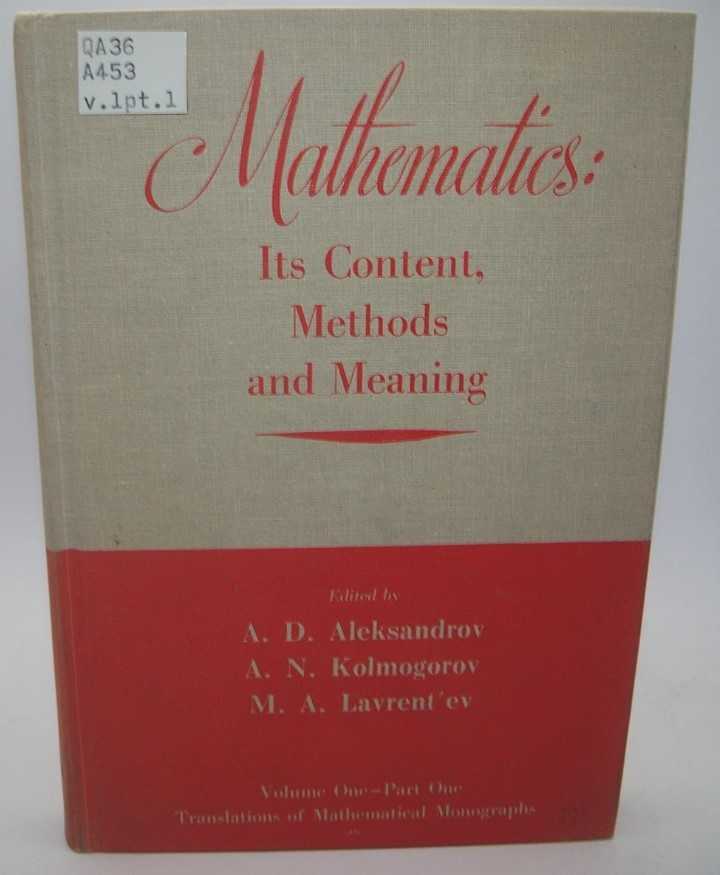 QA36
A453
v.1pt.1
Mathematics:
Its Content,
Methods
and Meaning
Edited by
A. D. Aleksandrov
A. N. Kolmogorov
M. A. Lavrent'ev
Volume One–Part One
Translations of Mathematical Monographs